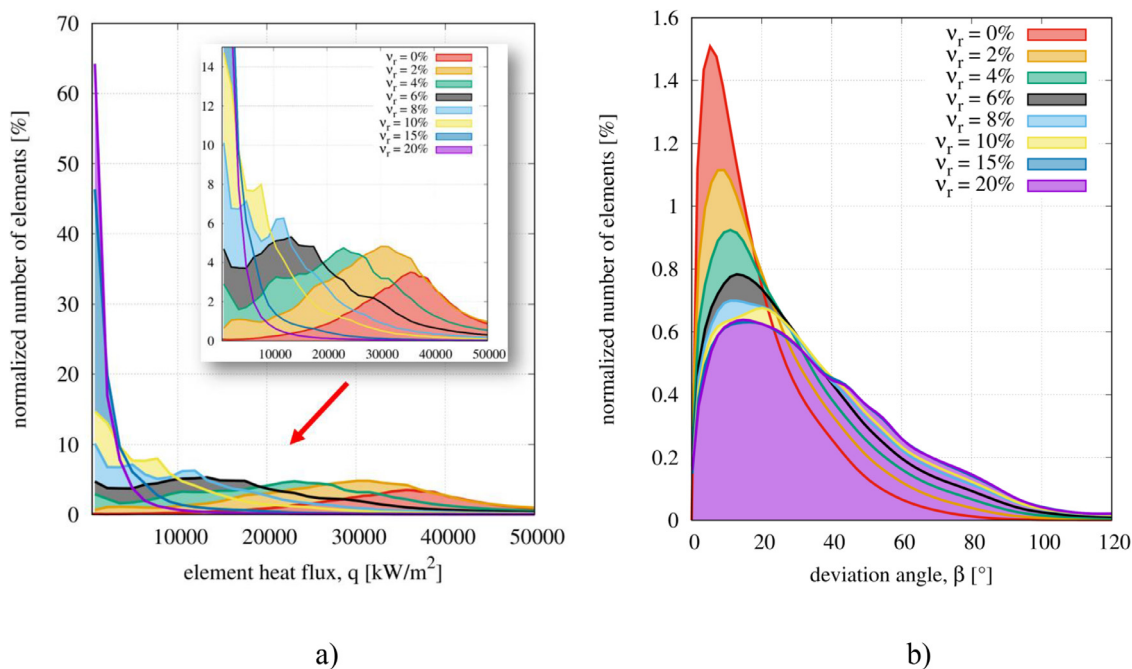 normalized number of elements [%]
70
60
50
40
30
20
10
0
10000 20000 30000 40000 50000
element heat flux, q [kW/m²]
14
12
10
8
6
4
2
0
10000 20000 30000 40000 50000
νr = 0%
νr = 2%
νr = 4%
νr = 6%
νr = 8%
νr = 10%
νr = 15%
νr = 20%
a)
normalized number of elements [%]
1.6
1.4
1.2
1
0.8
0.6
0.4
0.2
0
0 20 40 60 80 100 120
deviation angle, β [°]
νr = 0%
νr = 2%
νr = 4%
νr = 6%
νr = 8%
νr = 10%
νr = 15%
νr = 20%
b)